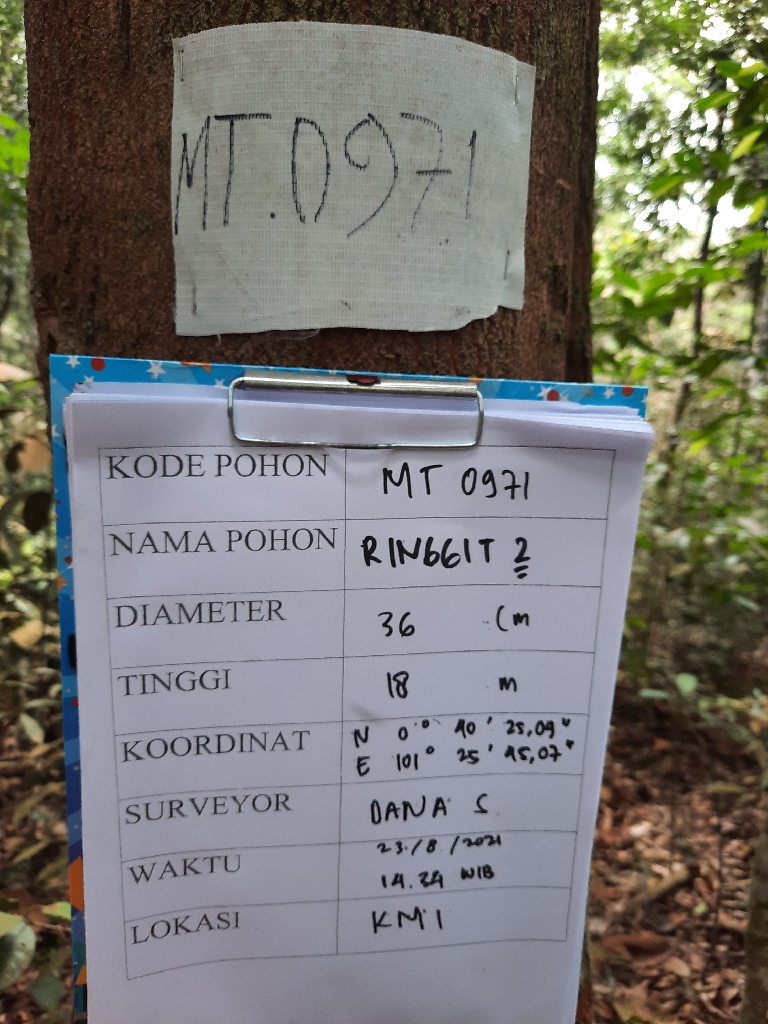 MT.0971
KODE POHON MT 0971
NAMA POHON RINGGIT 2
DIAMETER 36 Cm
TINGGI 18 m
KOORDINAT N 0° 40' 25,09"
E 101° 25' 45,07"
SURVEYOR DANA S
WAKTU 23/8/2021
14.24 WIB
LOKASI KM 1